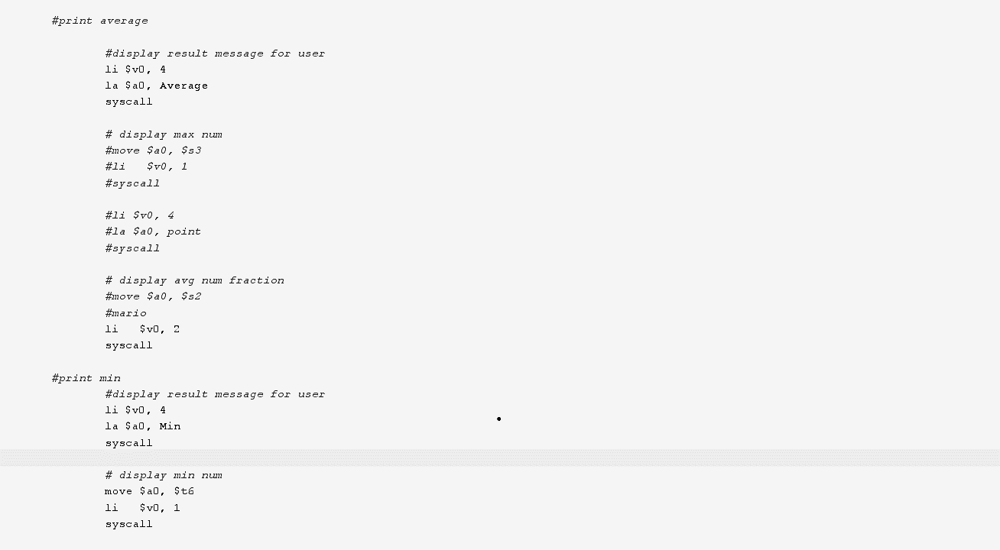 #print average
#display result message for user
li $v0, 4
la $a0, Average
syscall
# display max num
#move $a0, $s3
#li   $v0, 1
#syscall
#li $v0, 4
#la $a0, point
#syscall
# display avg num fraction
#move $a0, $s2
#mario
li   $v0, 2
syscall
#print min
#display result message for user
li $v0, 4
la $a0, Min
syscall
# display min num
move $a0, $t6
li   $v0, 1
syscall